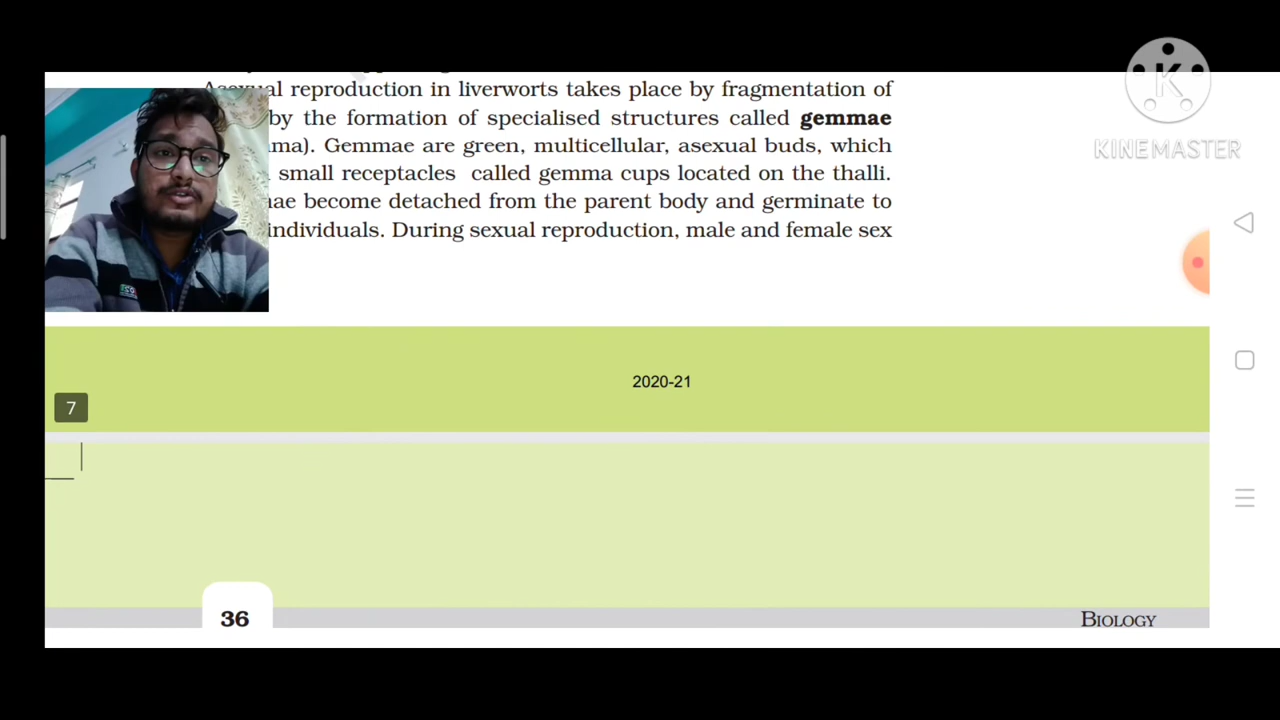 Asexual reproduction in liverworts takes place by fragmentation of
by the formation of specialised structures called gemmae
ma). Gemmae are green, multicellular, asexual buds, which
small receptacles called gemma cups located on the thalli.
ae become detached from the parent body and germinate to
individuals. During sexual reproduction, male and female sex
2020-21
7
36
BIOLOGY
K
KINEMASTER